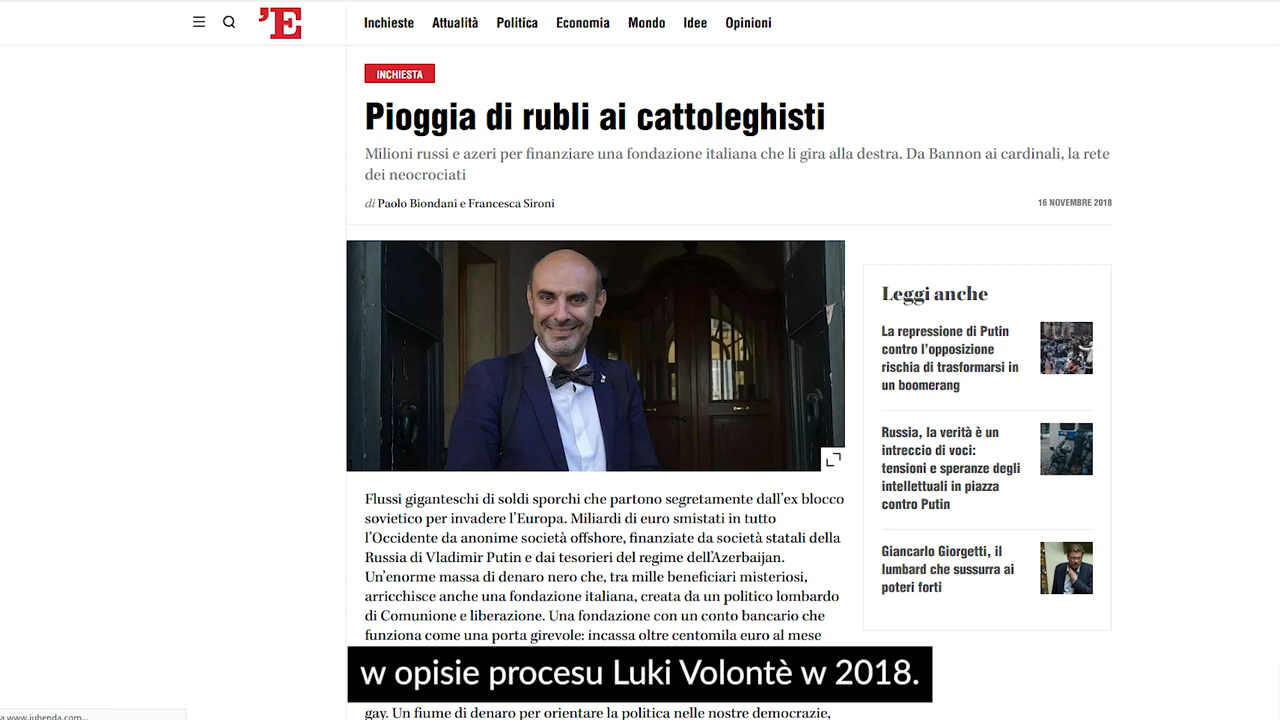 'E
Inchieste Attualità Politica Economia Mondo Idee Opinioni
INCHIESTA
Pioggia di rubli ai cattoleghisti
Milioni russi e azeri per finanziare una fondazione italiana che li gira alla destra. Da Bannon ai cardinali, la rete
dei neocrociati
di Paolo Biondani e Francesca Sironi
16 NOVEMBRE 2018
Flussi giganteschi di soldi sporchi che partono segretamente dall'ex blocco
sovietico per invadere l'Europa. Miliardi di euro smistati in tutto
l'Occidente da anonime società offshore, finanziate da società statali della
Russia di Vladimir Putin e dai tesorieri del regime dell'Azerbaijan.
Un'enorme massa di denaro nero che, tra mille beneficiari misteriosi,
arricchisce anche una fondazione italiana, creata da un politico lombardo
di Comunione e liberazione. Una fondazione con un conto bancario che
funziona come una porta girevole: incassa oltre centomila euro al mese
gay. Un fiume di denaro per orientare la politica nelle nostre democrazie,
Leggi anche
La repressione di Putin
contro l'opposizione
rischia di trasformarsi in
un boomerang
Russia, la verità è un
intreccio di voci:
tensioni e speranze degli
intellettuali in piazza
contro Putin
Giancarlo Giorgetti, il
lumbard che sussurra ai
poteri forti
w opisie procesu Luki Volontè w 2018.
a www.iubenda.com...